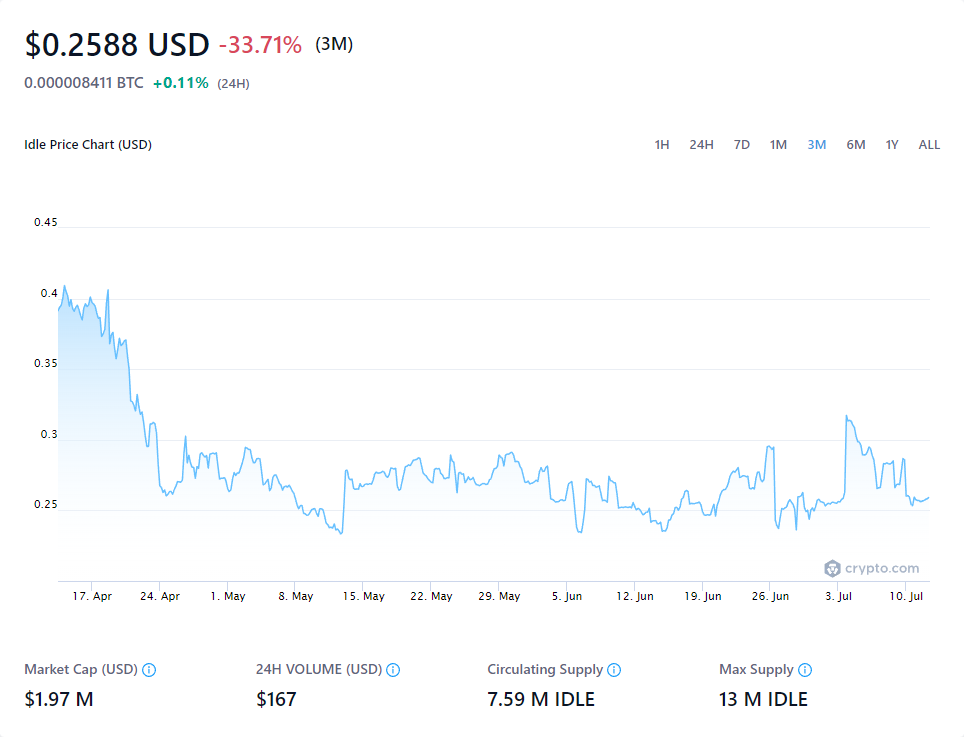 $0.2588 USD -33.71% (3M)
0.000008411 BTC +0.11% (24H)
Idle Price Chart (USD)
1H 24H 7D 1M 3M 6M 1Y ALL
0.45
0.4
0.35
0.3
0.25
crypto.com
17. Apr 24. Apr 1. May 8. May 15. May 22. May 29. May 5. Jun 12. Jun 19. Jun 26. Jun 3. Jul 10. Jul
Market Cap (USD) 24H VOLUME (USD) Circulating Supply Max Supply
$1.97 M $167 7.59 M IDLE 13 M IDLE